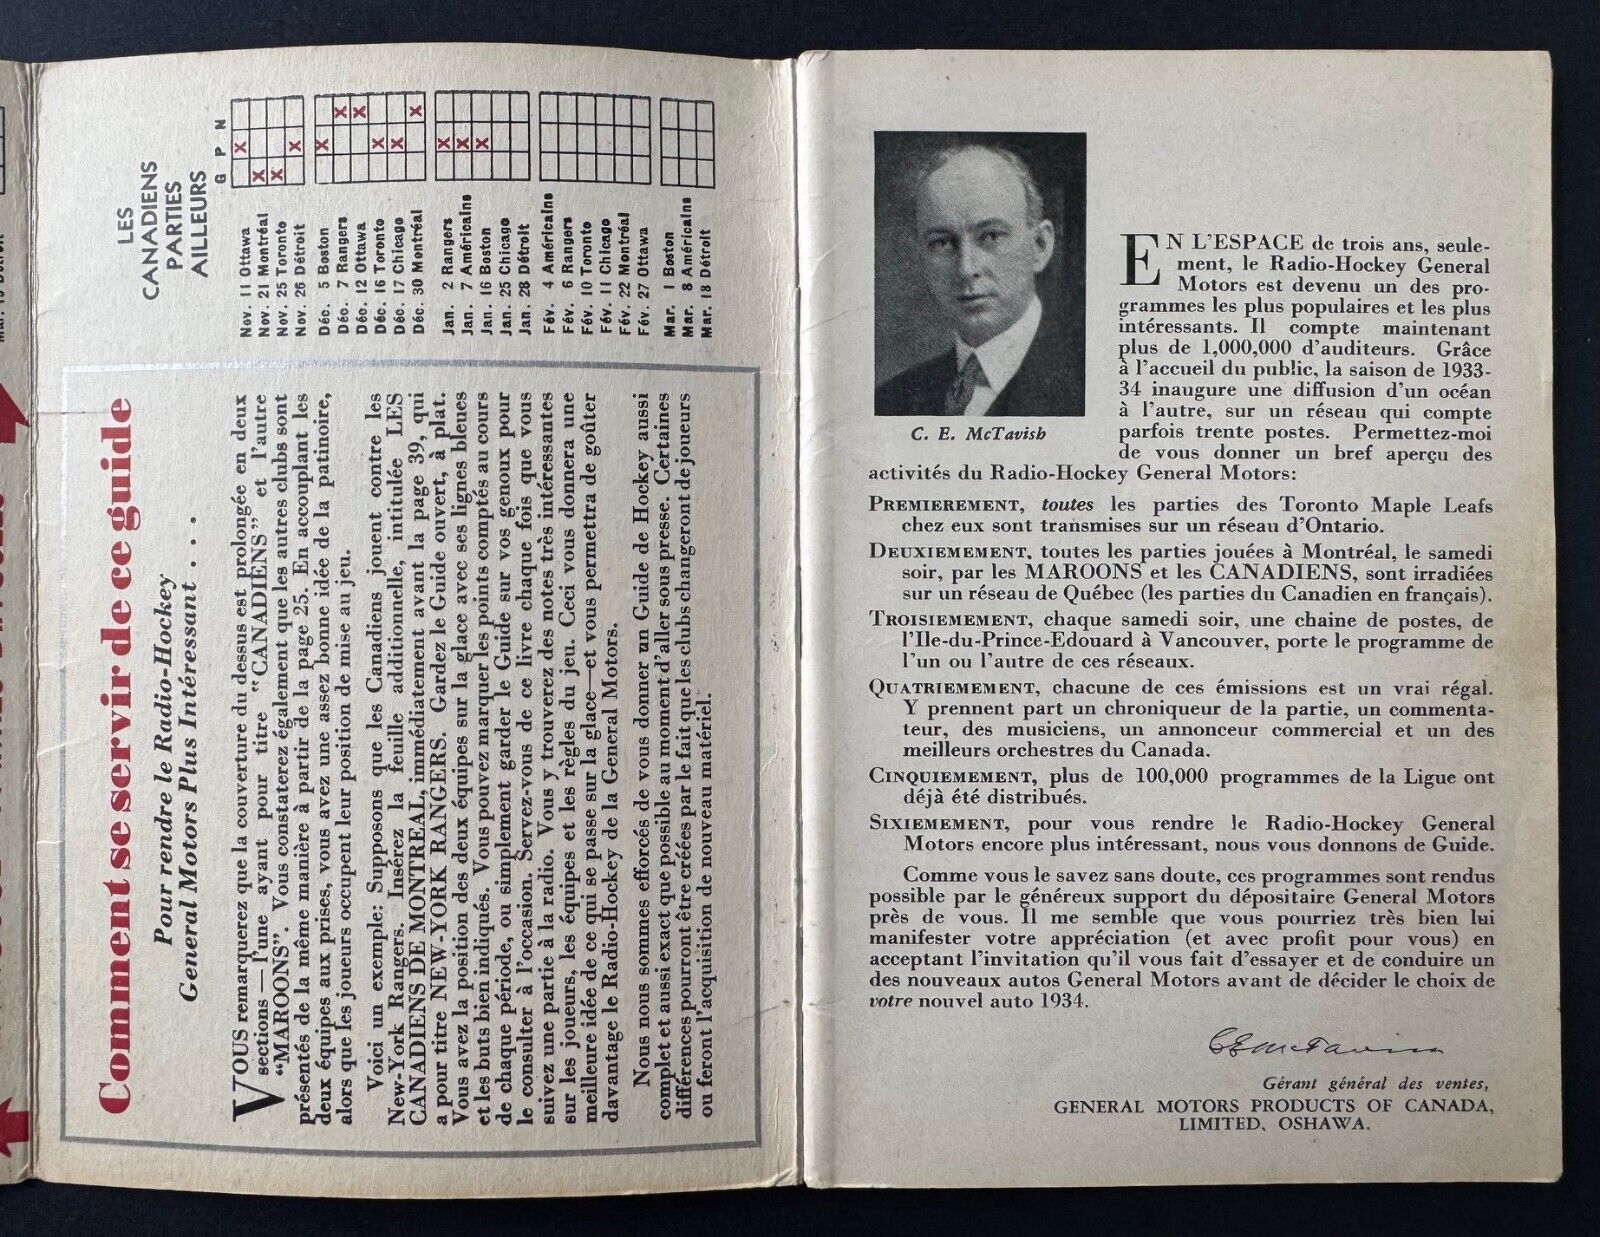 Comment se servir de ce guide
Pour rendre le Radio-Hockey
General Motors Plus Intéressant . . .
VOUS remarquerez que la couverture du dessus est prolongée en deux
sections—l'une ayant pour titre "CANADIENS" et l'autre
"MAROONS". Vous constaterez également que les autres clubs sont
présentés de la même manière à partir de la page 25. En accouplant les
deux équipes aux prises, vous avez une assez bonne idée de la patinoire,
alors que les joueurs occupent leur position de mise au jeu.
Voici un exemple: Supposons que les Canadiens jouent contre les
New-York Rangers. Insérez la feuille additionnelle, intitulée LES
CANADIENS DE MONTREAL, immédiatement avant la page 39, qui
a pour titre NEW-YORK RANGERS. Gardez le Guide ouvert, à plat.
Vous avez la position des deux équipes sur la glace avec ses lignes bleues
et les buts bien indiqués. Vous pouvez marquer les points comptés au cours
de chaque période, ou simplement garder le Guide sur vos genoux pour
le consulter à l'occasion. Servez-vous de ce livre chaque fois que vous
suivez une partie à la radio. Vous y trouverez des notes très intéressantes
sur les joueurs, les équipes et les règles du jeu. Ceci vous donnera une
meilleure idée de ce qui se passe sur la glace—et vous permettra de goûter
davantage le Radio-Hockey de la General Motors.
Nous nous sommes efforcés de vous donner un Guide de Hockey aussi
complet et aussi exact que possible au moment d'aller sous presse. Certaines
différences pourront être créées par le fait que les clubs changeront de joueurs
ou feront l'acquisition de nouveau matériel.
LES
CANADIENS
PARTIES
AILLEURS
G P N
Nov. 11 Ottawa X
Nov. 21 Montréal X
Nov. 25 Toronto X
Nov. 26 Détroit X
Déc. 5 Boston X
Déc. 7 Rangers X
Déc. 12 Ottawa X
Déc. 16 Toronto X
Déc. 17 Chicago X
Déc. 30 Montréal X
Jan. 2 Rangers X
Jan. 7 Américains X
Jan. 16 Boston X
Jan. 25 Chicago
Jan. 28 Détroit
Fév. 4 Américains
Fév. 6 Rangers
Fév. 10 Toronto
Fév. 11 Chicago
Fév. 22 Montréal
Fév. 27 Ottawa
Mar. 1 Boston
Mar. 8 Américains
Mar. 18 Détroit
C. E. McTavish
EN L'ESPACE de trois ans, seule-
ment, le Radio-Hockey General
Motors est devenu un des pro-
grammes les plus populaires et les plus
intéressants. Il compte maintenant
plus de 1,000,000 d'auditeurs. Grâce
à l'accueil du public, la saison de 1933-
34 inaugure une diffusion d'un océan
à l'autre, sur un réseau qui compte
parfois trente postes. Permettez-moi
de vous donner un bref aperçu des
activités du Radio-Hockey General Motors:
PREMIEREMENT, toutes les parties des Toronto Maple Leafs
chez eux sont transmises sur un réseau d'Ontario.
DEUXIEMEMENT, toutes les parties jouées à Montréal, le samedi
soir, par les MAROONS et les CANADIENS, sont irradiées
sur un réseau de Québec (les parties du Canadien en français).
TROISIEMEMENT, chaque samedi soir, une chaine de postes, de
l'Ile-du-Prince-Edouard à Vancouver, porte le programme de
l'un ou l'autre de ces réseaux.
QUATRIEMEMENT, chacune de ces émissions est un vrai régal.
Y prennent part un chroniqueur de la partie, un commenta-
teur, des musiciens, un annonceur commercial et un des
meilleurs orchestres du Canada.
CINQUIEMEMENT, plus de 100,000 programmes de la Ligue ont
déjà été distribués.
SIXIEMEMENT, pour vous rendre le Radio-Hockey General
Motors encore plus intéressant, nous vous donnons de Guide.
Comme vous le savez sans doute, ces programmes sont rendus
possible par le généreux support du dépositaire General Motors
près de vous. Il me semble que vous pourriez très bien lui
manifester votre appréciation (et avec profit pour vous) en
acceptant l'invitation qu'il vous fait d'essayer et de conduire un
des nouveaux autos General Motors avant de décider le choix de
votre nouvel auto 1934.
C E McTavish
Gérant général des ventes,
GENERAL MOTORS PRODUCTS OF CANADA,
LIMITED, OSHAWA.